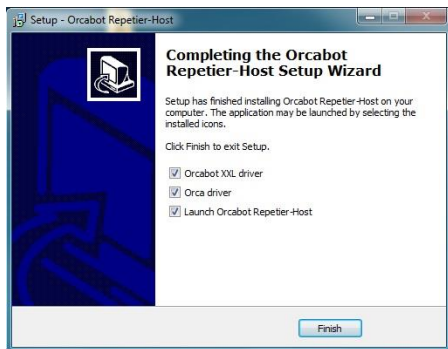 Setup - Orcabot Repetier-Host
Completing the Orcabot
Repetier-Host Setup Wizard
Setup has finished installing Orcabot Repetier-Host on your
computer. The application may be launched by selecting the
installed icons.
Click Finish to exit Setup.
Orcabot XXL driver
Orca driver
Launch Orcabot Repetier-Host
Finish